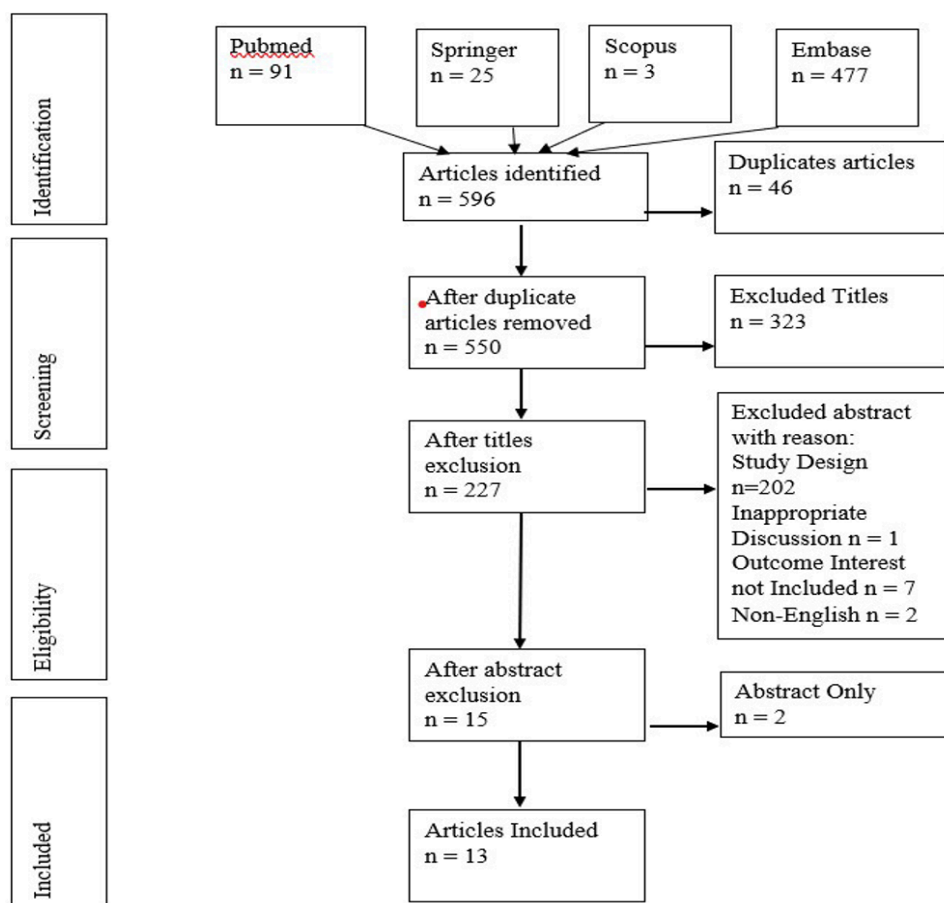 Identification
Pubmed
n = 91
Springer
n = 25
Scopus
n = 3
Embase
n = 477
Articles identified
n = 596
Duplicates articles
n = 46
Screening
After duplicate
articles removed
n = 550
Excluded Titles
n = 323
After titles
exclusion
n = 227
Excluded abstract
with reason:
Study Design
n=202
Inappropriate
Discussion n = 1
Outcome Interest
not Included n = 7
Non-English n = 2
Eligibility
After abstract
exclusion
n = 15
Abstract Only
n = 2
Included
Articles Included
n = 13